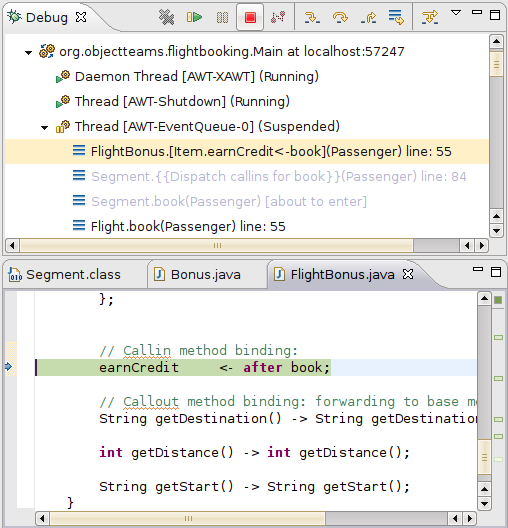 Debug
org.objectteams.flightbooking.Main at localhost:57247
Daemon Thread [AWT-XAWT] (Running)
Thread [AWT-Shutdown] (Running)
Thread [AWT-EventQueue-0] (Suspended)
FlightBonus.[Item.earnCredit<-book](Passenger) line: 55
Segment.{{Dispatch callins for book}}(Passenger) line: 84
Segment.book(Passenger) [about to enter]
Flight.book(Passenger) line: 55
Segment.class Bonus.java FlightBonus.java
};
// Callin method binding:
earnCredit <- after book;
// Callout method binding: forwarding to base me
String getDestination() -> String getDestination
int getDistance() -> int getDistance();
String getStart() -> String getStart();
}